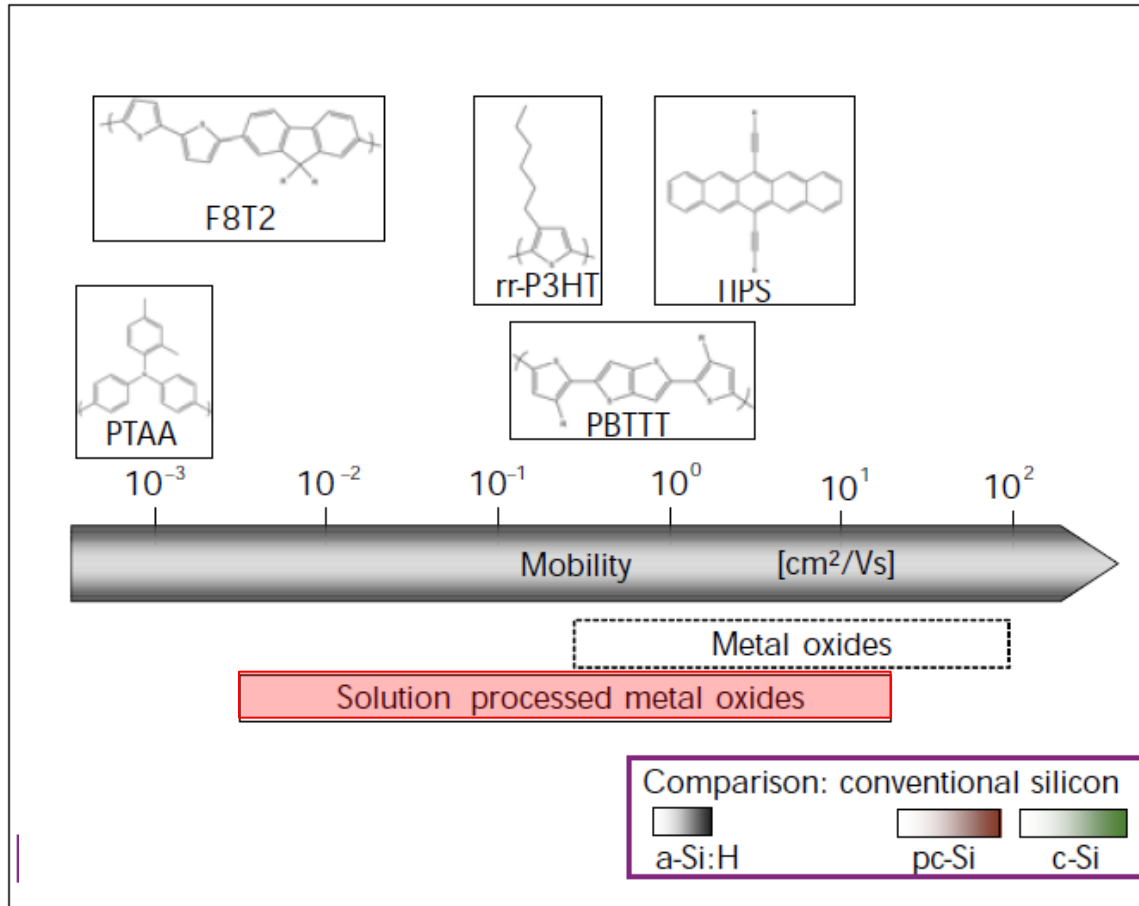 F8T2
rr-P3HT
TIPS
PTAA
PBTTT
10⁻³ 10⁻² 10⁻¹ 10⁰ 10¹ 10²
Mobility [cm²/Vs]
Metal oxides
Solution processed metal oxides
Comparison: conventional silicon
a-Si:H pc-Si c-Si